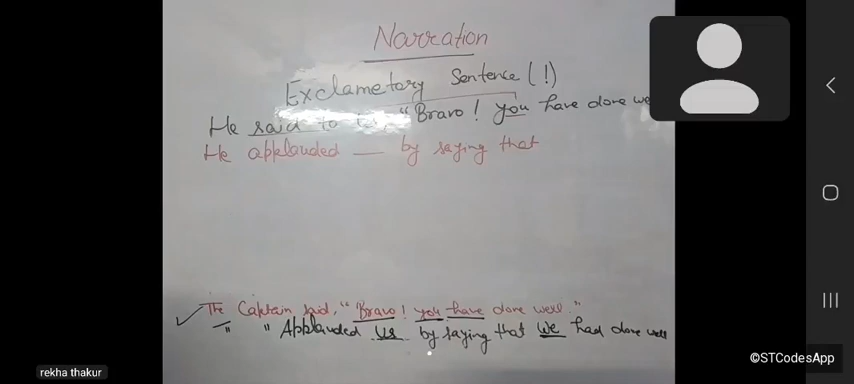 Narration
Exclametory Sentence (!)
He said to "Bravo! you have done we
He applauded — by saying that
The Captain said, "Bravo! you have done well."
" " Applauded us by saying that we had done well
rekha thakur
©STCodesApp